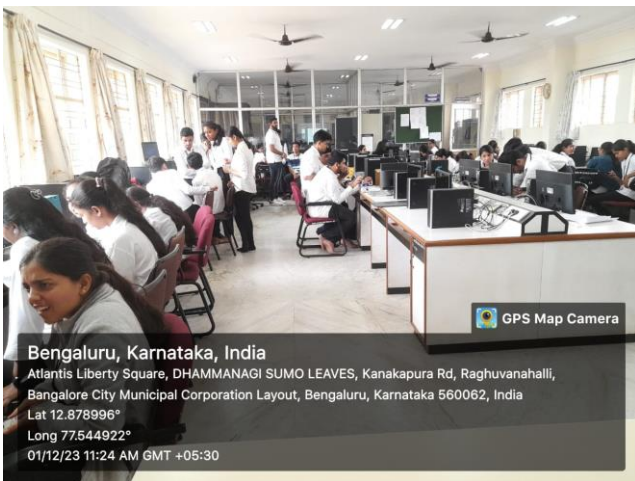 GPS Map Camera
Bengaluru, Karnataka, India
Atlantis Liberty Square, DHAMMANAGI SUMO LEAVES, Kanakapura Rd, Raghuvanahalli,
Bangalore City Municipal Corporation Layout, Bengaluru, Karnataka 560062, India
Lat 12.878996°
Long 77.544922°
01/12/23 11:24 AM GMT +05:30